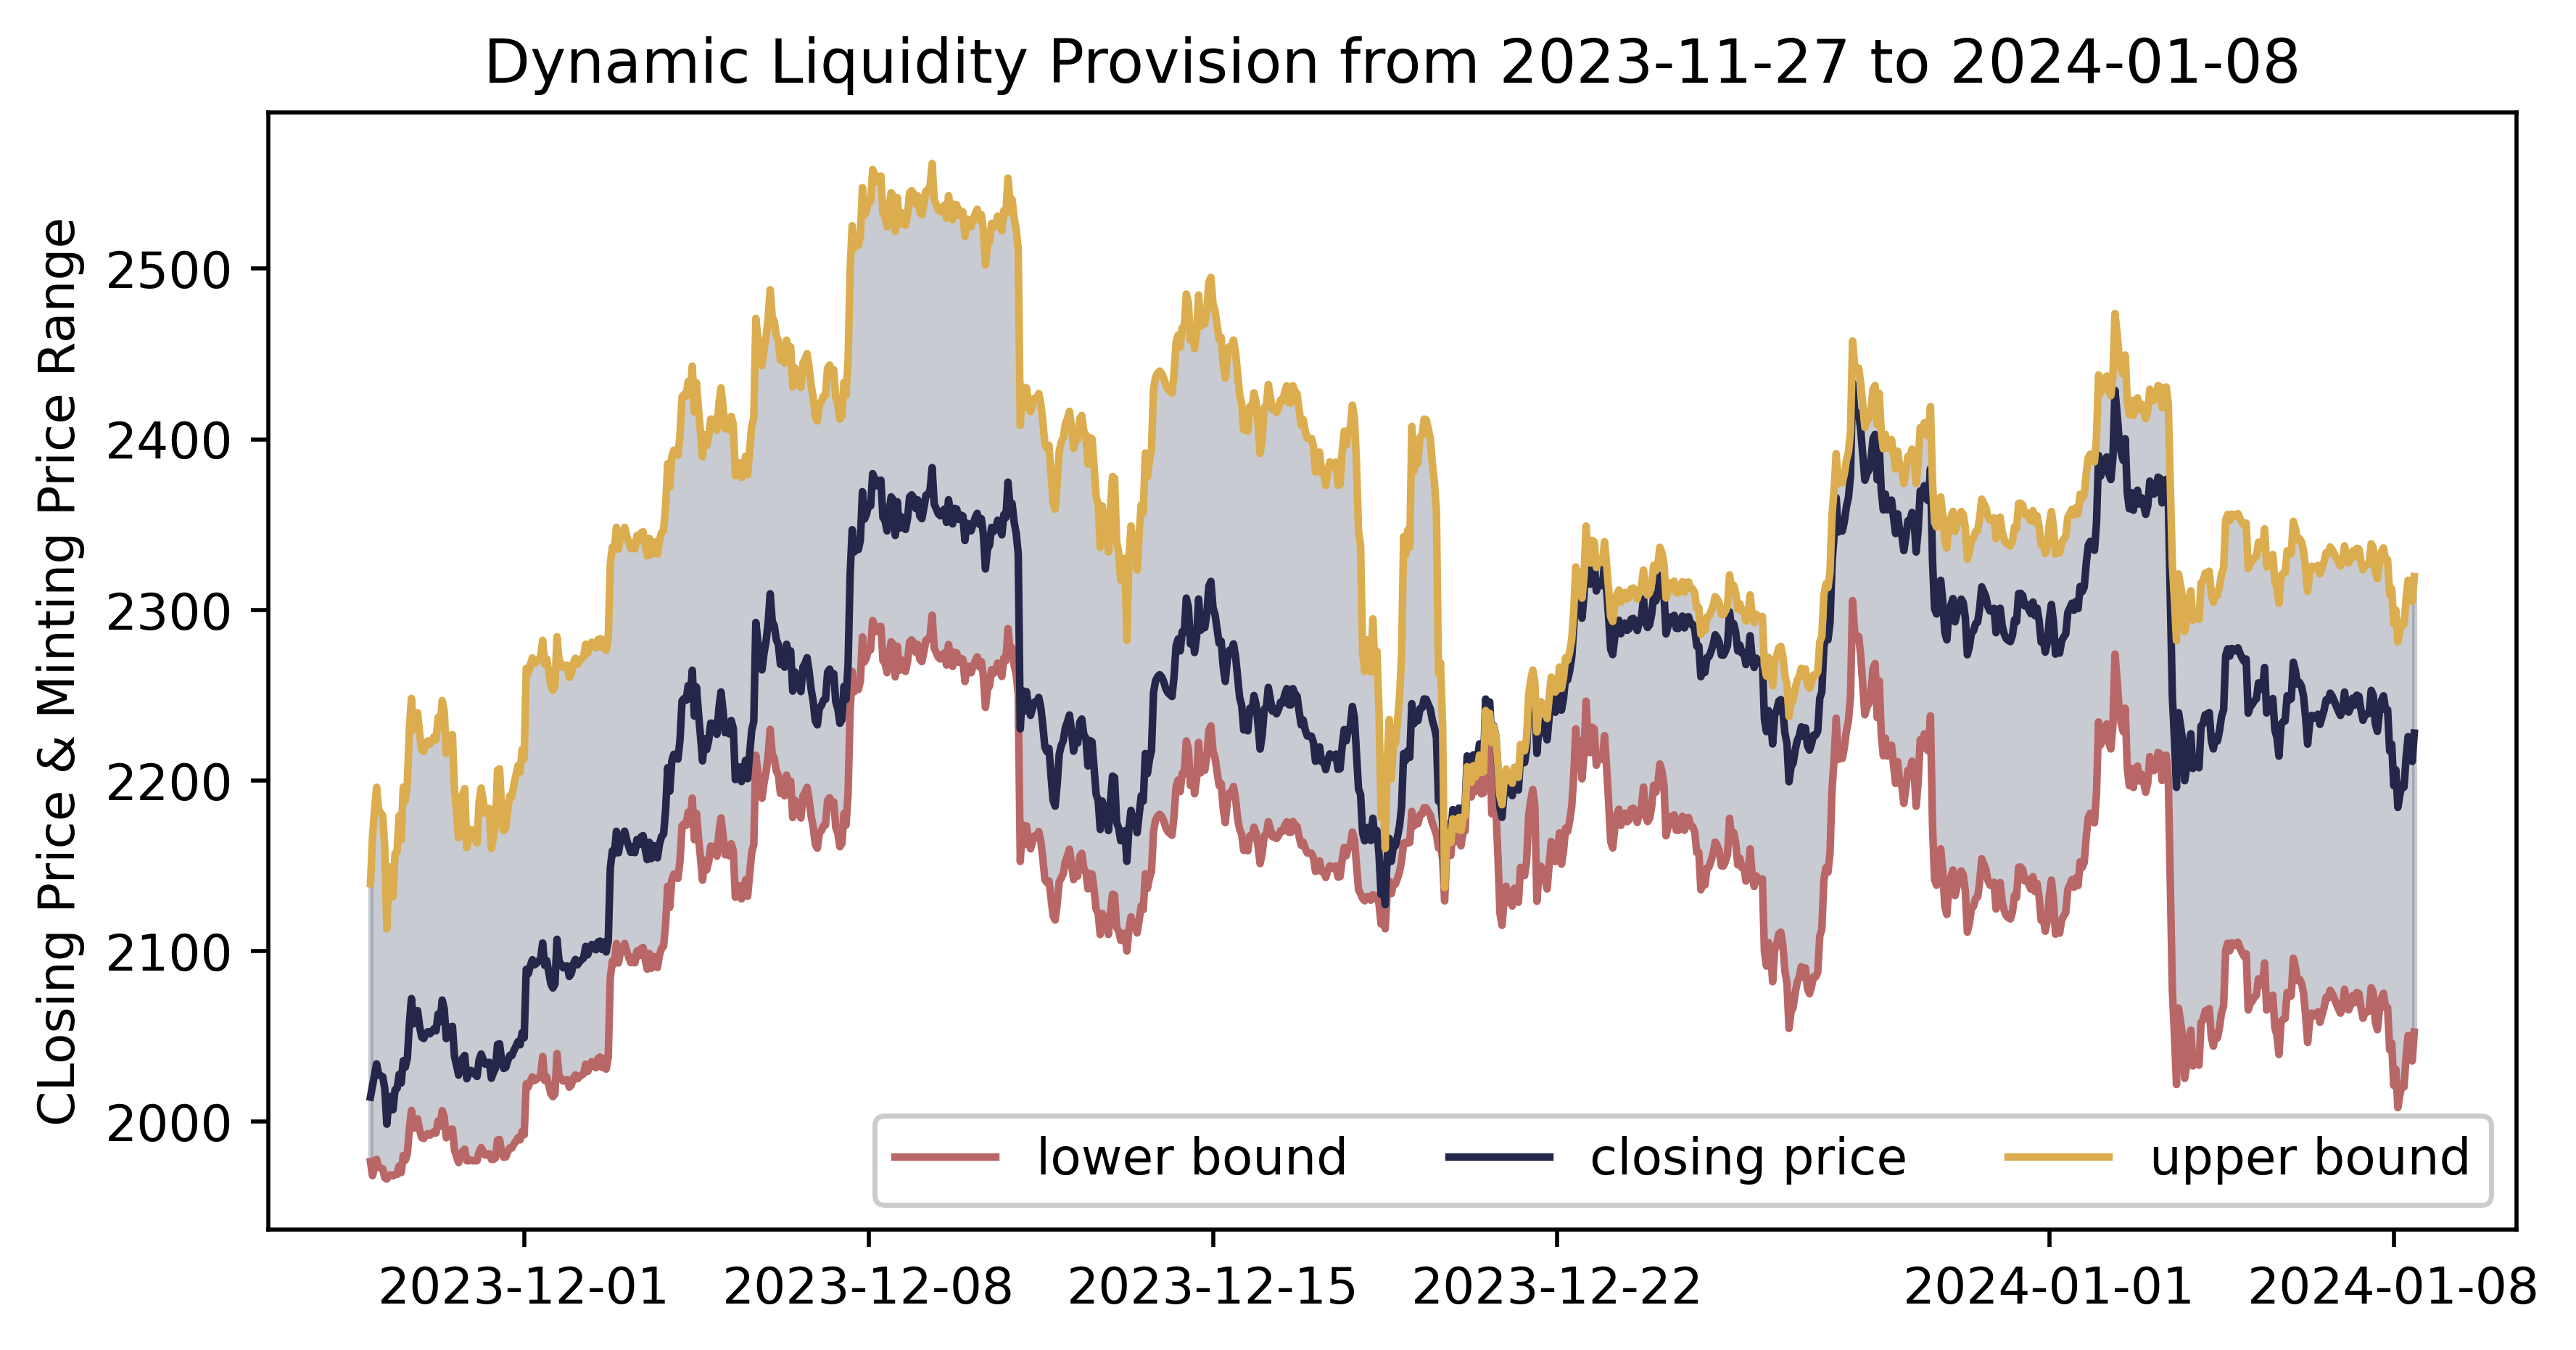 Dynamic Liquidity Provision from 2023-11-27 to 2024-01-08
CLosing Price & Minting Price Range
2500
2400
2300
2200
2100
2000
lower bound closing price upper bound
2023-12-01 2023-12-08 2023-12-15 2023-12-22 2024-01-01 2024-01-08